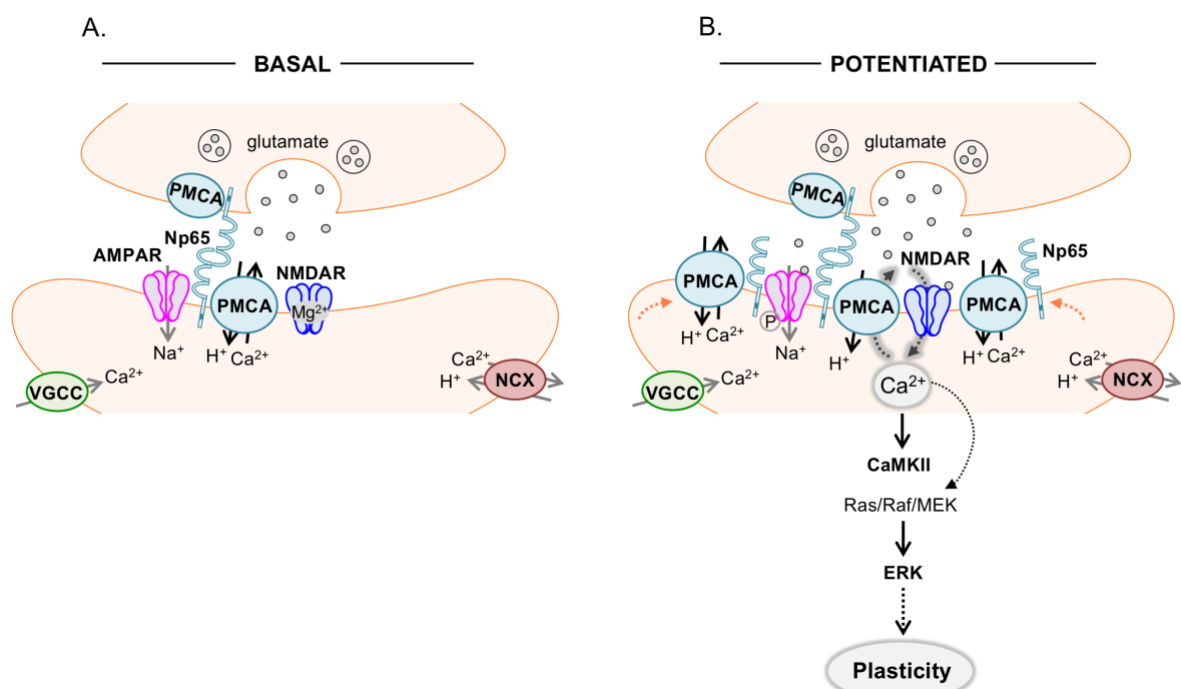 A.
BASAL
glutamate
PMCA
Np65
AMPAR
NMDAR
PMCA
Mg²⁺
Na⁺
H⁺ Ca²⁺
Ca²⁺
VGCC
Ca²⁺
H⁺
NCX
B.
POTENTIATED
glutamate
PMCA
NMDAR
Np65
PMCA
PMCA
PMCA
P
H⁺ Ca²⁺
Na⁺
H⁺
H⁺ Ca²⁺
Ca²⁺
VGCC
Ca²⁺
Ca²⁺
H⁺
NCX
CaMKII
Ras/Raf/MEK
ERK
Plasticity